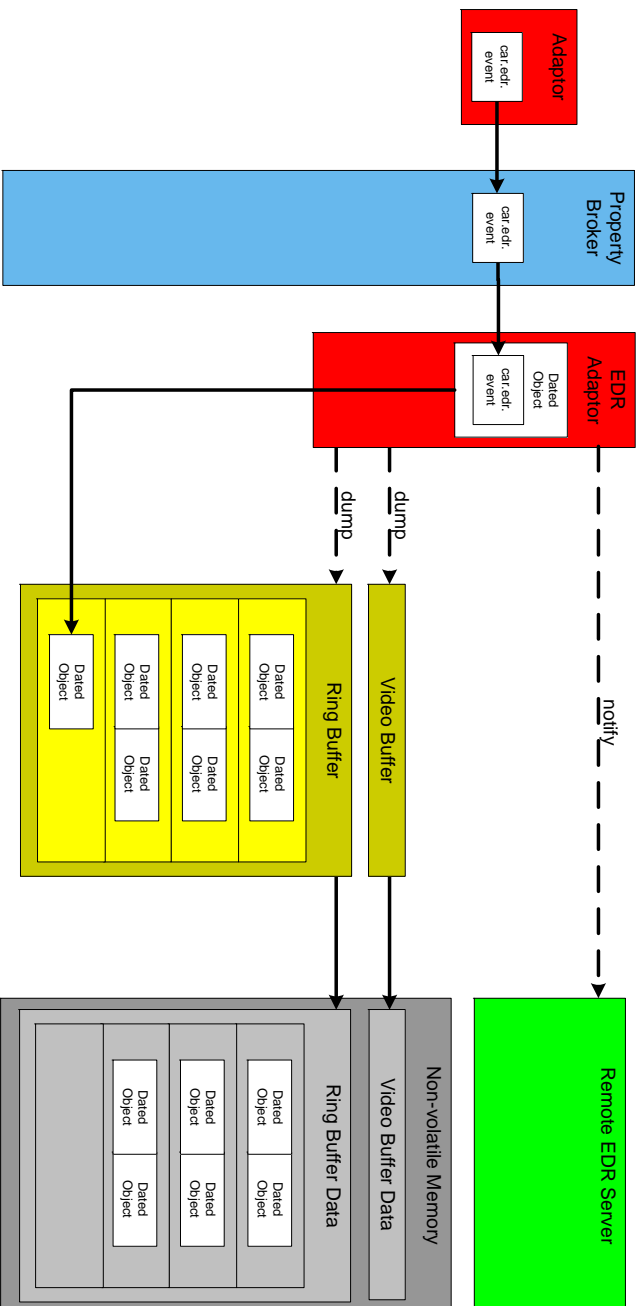 Adaptor
car.edr.
event
Property
Broker
car.edr.
event
EDR
Adaptor
Dated
Object
car.edr.
event
notify
dump
dump
Remote EDR Server
Video Buffer
Ring Buffer
Dated
Object
Dated
Object
Dated
Object
Dated
Object
Dated
Object
Dated
Object
Dated
Object
Non-volatile Memory
Video Buffer Data
Ring Buffer Data
Dated
Object
Dated
Object
Dated
Object
Dated
Object
Dated
Object
Dated
Object